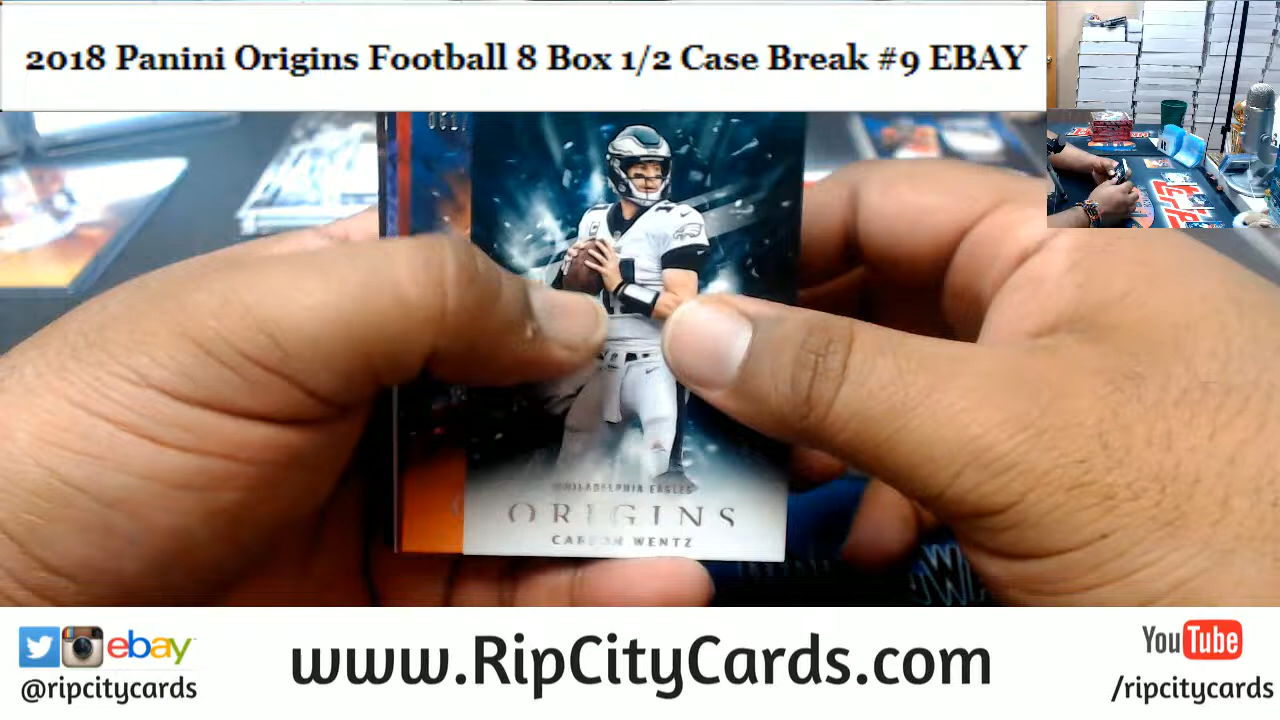 2018 Panini Origins Football 8 Box 1/2 Case Break #9 EBAY
PHILADELPHIA EAGLES
ORIGINS
CARSON WENTZ
ebay
@ripcitycards
www.RipCityCards.com
YouTube
/ripcitycards